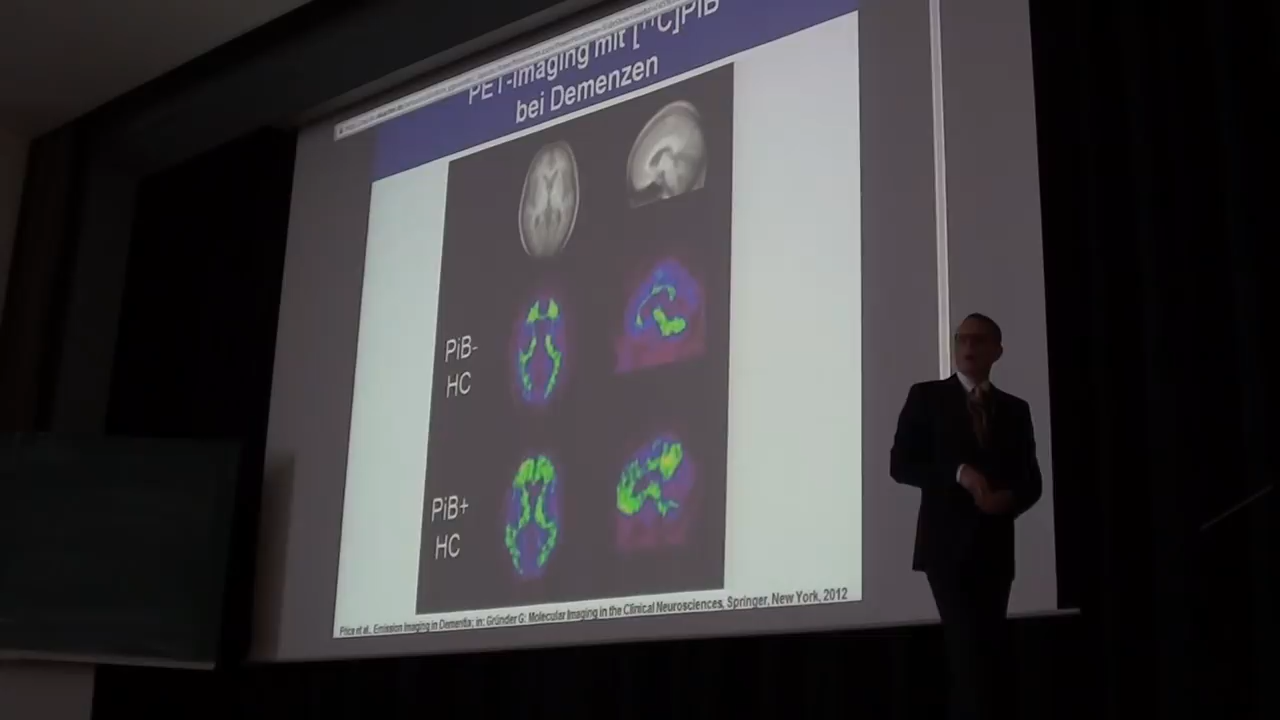 PET-Imaging mit [¹¹C]PiB
bei Demenzen
PiB-
HC
PiB+
HC
Price et al., Emission Imaging in Dementia; in: Gründer G: Molecular Imaging in the Clinical Neurosciences, Springer, New York, 2012